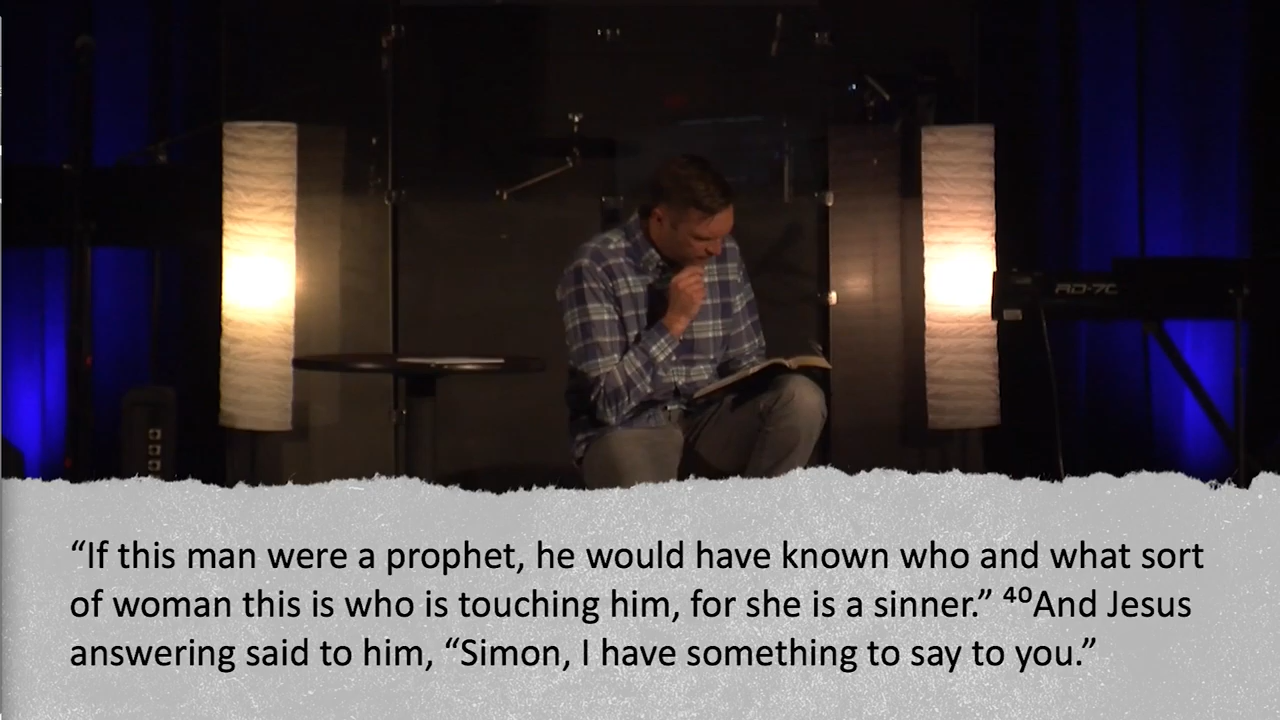 RD-7C
“If this man were a prophet, he would have known who and what sort
of woman this is who is touching him, for she is a sinner.” ⁴⁰And Jesus
answering said to him, “Simon, I have something to say to you.”